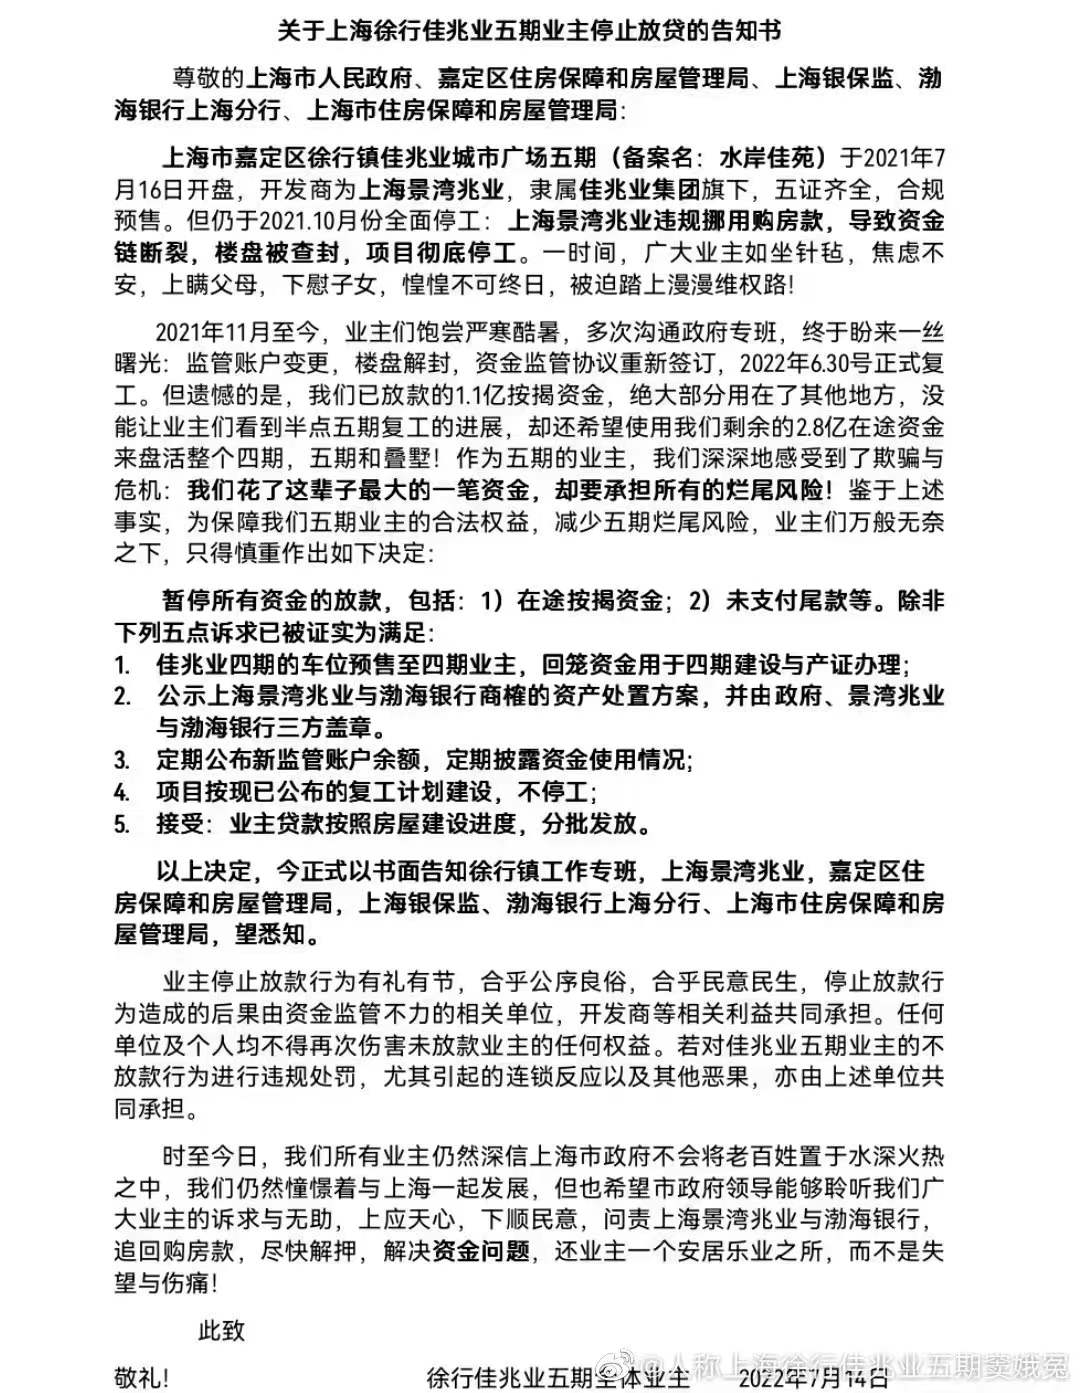 关于上海徐行佳兆业五期业主停止放贷的告知书
尊敬的上海市人民政府、嘉定区住房保障和房屋管理局、上海银保监、渤
海银行上海分行、上海市住房保障和房屋管理局：
上海市嘉定区徐行镇佳兆业城市广场五期（备案名：水岸佳苑）于2021年7
月16日开盘，开发商为上海景湾兆业，隶属佳兆业集团旗下，五证齐全，合规
预售。但仍于2021.10月份全面停工：上海景湾兆业违规挪用购房款，导致资金
链断裂，楼盘被查封，项目彻底停工。一时间，广大业主如坐针毡，焦虑不
安，上瞒父母，下慰子女，惶惶不可终日，被迫踏上漫漫维权路！
2021年11月至今，业主们饱尝严寒酷暑，多次沟通政府专班，终于盼来一丝
曙光：监管账户变更，楼盘解封，资金监管协议重新签订，2022年6.30号正式复
工。但遗憾的是，我们已放款的1.1亿按揭资金，绝大部分用在了其他地方，没
能让业主们看到半点五期复工的进展，却还希望使用我们剩余的2.8亿在途资金
来盘活整个四期，五期和叠墅！作为五期的业主，我们深深地感受到了欺骗与
危机：我们花了这辈子最大的一笔资金，却要承担所有的烂尾风险！鉴于上述
事实，为保障我们五期业主的合法权益，减少五期烂尾风险，业主们万般无奈
之下，只得慎重作出如下决定：
暂停所有资金的放款，包括：1）在途按揭资金；2）未支付尾款等。除非
下列五点诉求已被证实为满足：
1. 佳兆业四期的车位预售至四期业主，回笼资金用于四期建设与产证办理；
2. 公示上海景湾兆业与渤海银行商榷的资产处置方案，并由政府、景湾兆业
与渤海银行三方盖章。
3. 定期公布新监管账户余额，定期披露资金使用情况；
4. 项目按现已公布的复工计划建设，不停工；
5. 接受：业主贷款按照房屋建设进度，分批发放。
以上决定，今正式以书面告知徐行镇工作专班，上海景湾兆业，嘉定区住
房保障和房屋管理局，上海银保监、渤海银行上海分行、上海市住房保障和房
屋管理局，望悉知。
业主停止放款行为有礼有节，合乎公序良俗，合乎民意民生，停止放款行
为造成的后果由资金监管不力的相关单位，开发商等相关利益共同承担。任何
单位及个人均不得再次伤害未放款业主的任何权益。若对佳兆业五期业主的不
放款行为进行违规处罚，尤其引起的连锁反应以及其他恶果，亦由上述单位共
同承担。
时至今日，我们所有业主仍然深信上海市政府不会将老百姓置于水深火热
之中，我们仍然憧憬着与上海一起发展，但也希望市政府领导能够聆听我们广
大业主的诉求与无助，上应天心，下顺民意，问责上海景湾兆业与渤海银行，
追回购房款，尽快解押，解决资金问题，还业主一个安居乐业之所，而不是失
望与伤痛！
此致
敬礼！ 徐行佳兆业五期全体业主 2022年7月14日
@人称上海徐行佳兆业五期窦娥冤